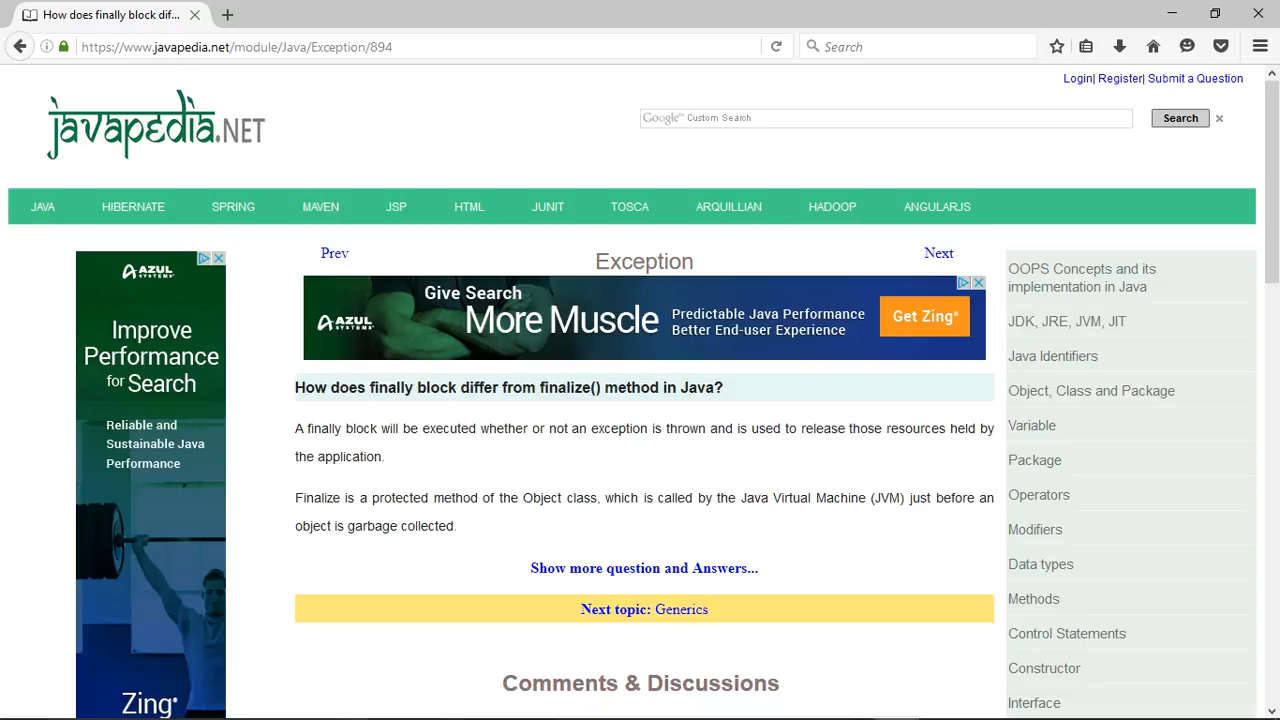 How does finally block dif...
https://www.javapedia.net/module/Java/Exception/894
Search
Login| Register| Submit a Question
javapedia.NET
Google™ Custom Search
Search
JAVA HIBERNATE SPRING MAVEN JSP HTML JUNIT TOSCA ARQUILLIAN HADOOP ANGULARJS
Prev
Exception
Next
AZUL
SYSTEMS
Improve
Performance
for Search
Reliable and
Sustainable Java
Performance
Zing®
AZUL
SYSTEMS
Give Search
More Muscle
Predictable Java Performance
Better End-user Experience
Get Zing®
How does finally block differ from finalize() method in Java?
A finally block will be executed whether or not an exception is thrown and is used to release those resources held by
the application.
Finalize is a protected method of the Object class, which is called by the Java Virtual Machine (JVM) just before an
object is garbage collected.
Show more question and Answers...
Next topic: Generics
Comments & Discussions
OOPS Concepts and its
implementation in Java
JDK, JRE, JVM, JIT
Java Identifiers
Object, Class and Package
Variable
Package
Operators
Modifiers
Data types
Methods
Control Statements
Constructor
Interface